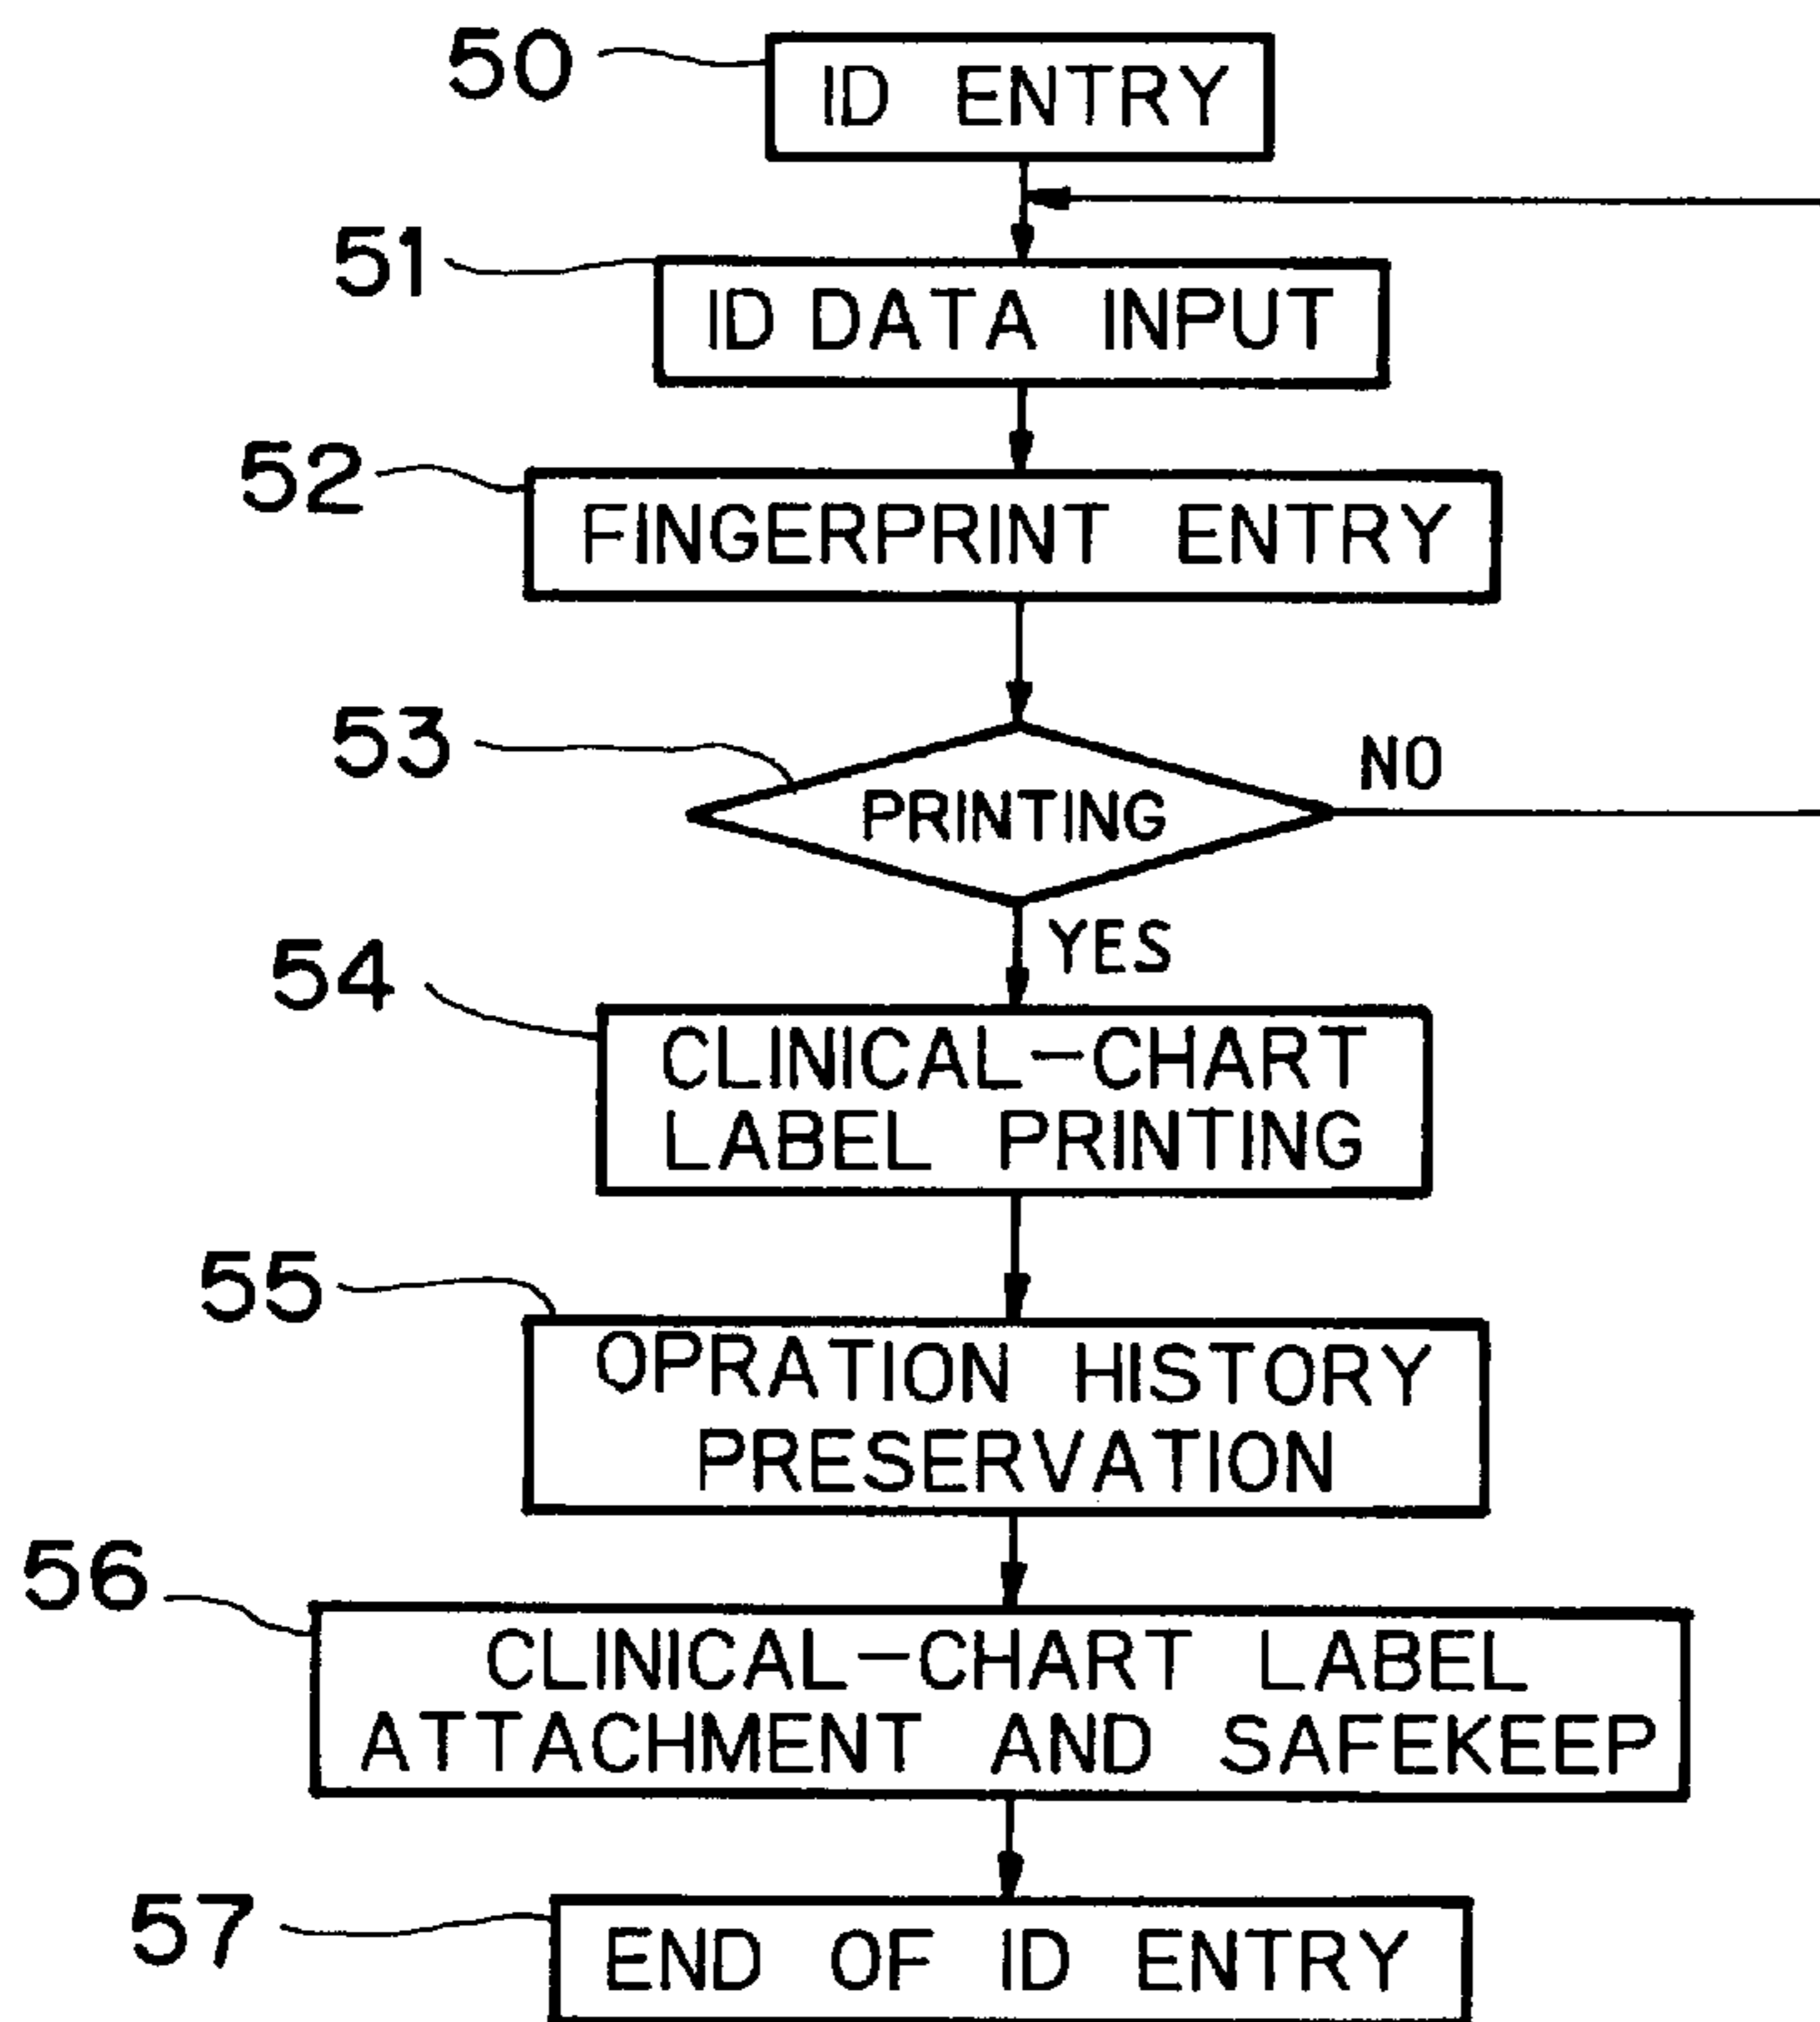 50
ID ENTRY
51
ID DATA INPUT
52
FINGERPRINT ENTRY
53
PRINTING
NO
YES
54
CLINICAL-CHART
LABEL PRINTING
55
OPRATION HISTORY
PRESERVATION
56
CLINICAL-CHART LABEL
ATTACHMENT AND SAFEKEEP
57
END OF ID ENTRY